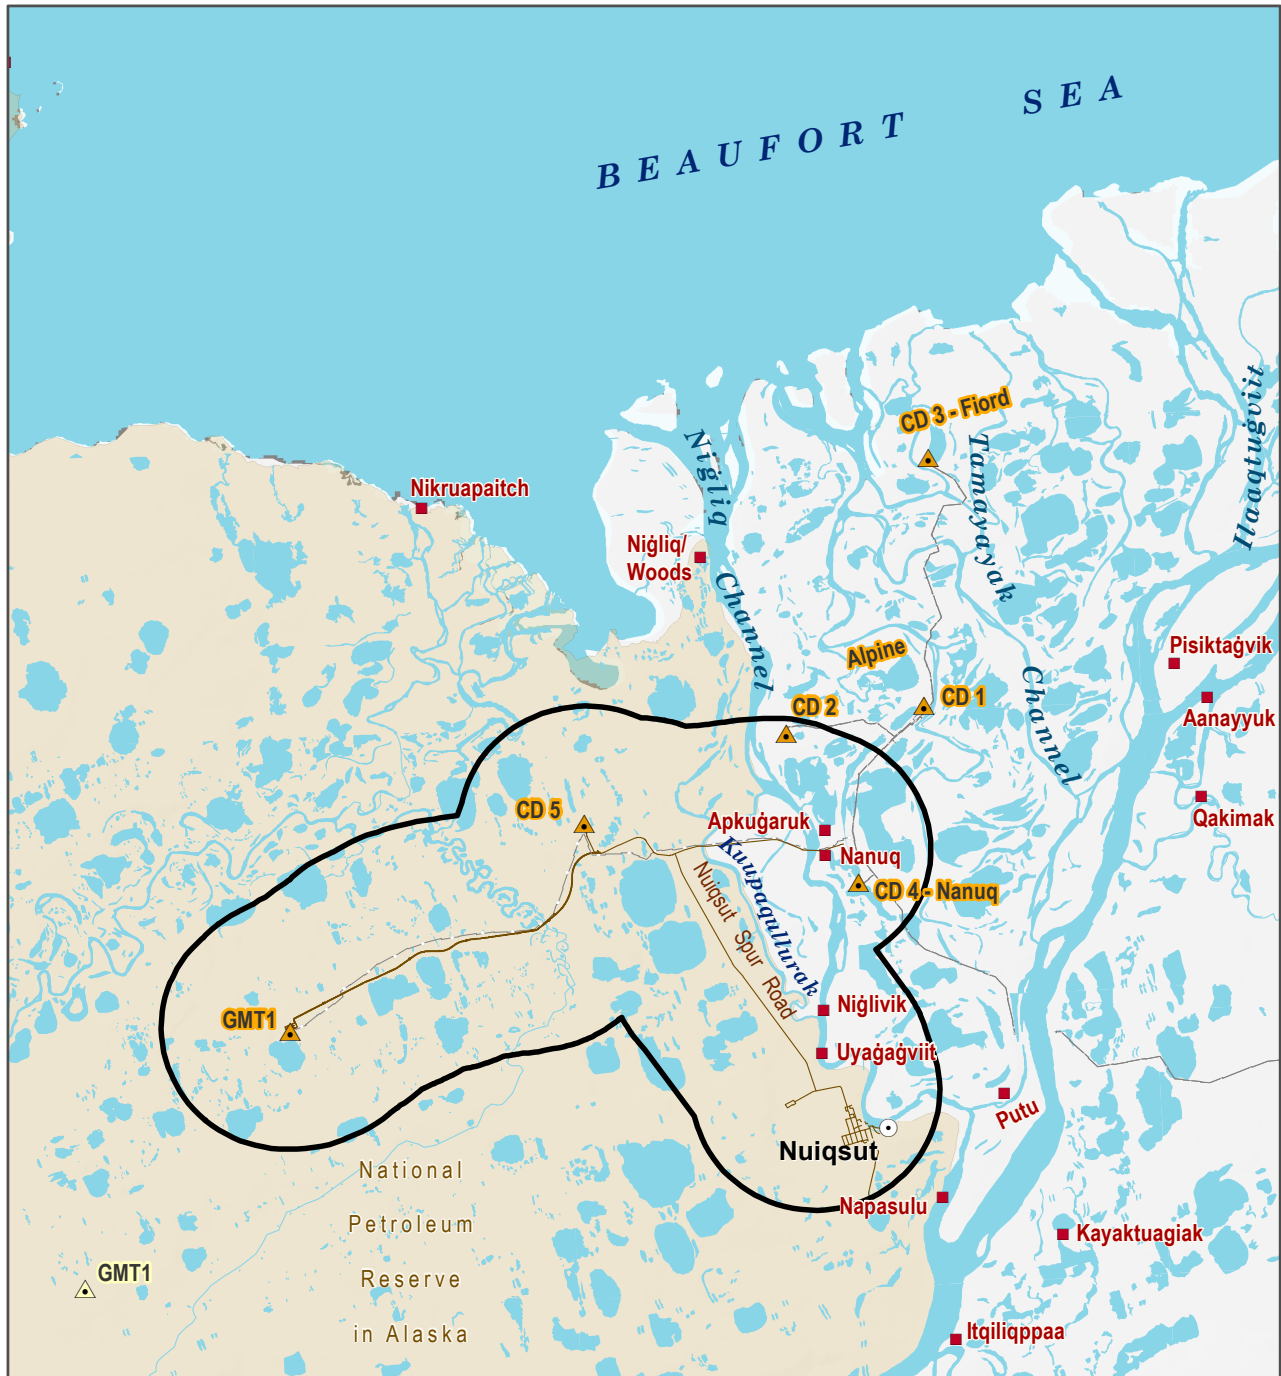 BEAUFORT SEA
CD 3 - Fiord
Nikruapaitch
Niġliq
Channel
Tamayayak
Channel
Ilaaqtuġviit
Niġliq/
Woods
Alpine
Pisiktaġvik
CD 1
CD 2
Aanayyuk
CD 5
Apkuġaruk
Qakimak
Nanuq
Kuupaqullurak
CD 4 - Nanuq
Nuiqsut Spur Road
GMT1
Niġlivik
Uyaġaġviit
Putu
Nuiqsut
National
Petroleum
Reserve
in Alaska
Napasulu
Kayaktuagiak
GMT1
Itqiliqppaa